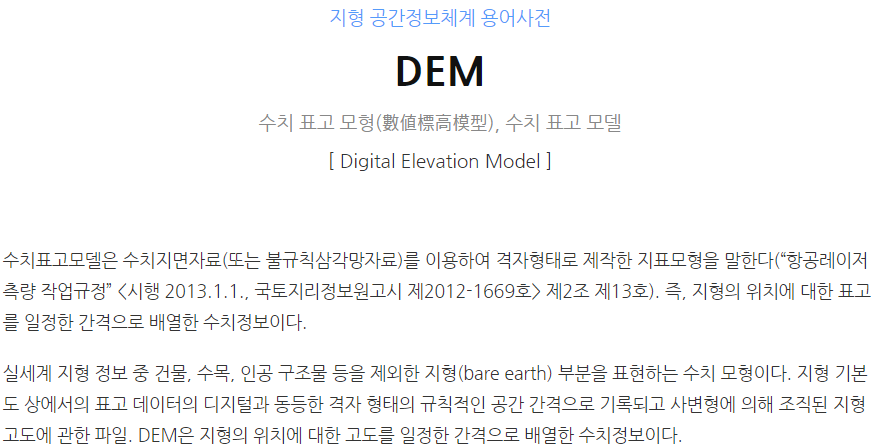 지형 공간정보체계 용어사전
DEM
수치 표고 모형(數値標高模型), 수치 표고 모델
[ Digital Elevation Model ]
수치표고모델은 수치지면자료(또는 불규칙삼각망자료)를 이용하여 격자형태로 제작한 지표모형을 말한다(“항공레이저
측량 작업규정” <시행 2013.1.1., 국토지리정보원고시 제2012-1669호> 제2조 제13호). 즉, 지형의 위치에 대한 표고
를 일정한 간격으로 배열한 수치정보이다.
실세계 지형 정보 중 건물, 수목, 인공 구조물 등을 제외한 지형(bare earth) 부분을 표현하는 수치 모형이다. 지형 기본
도 상에서의 표고 데이터의 디지털과 동등한 격자 형태의 규칙적인 공간 간격으로 기록되고 사변형에 의해 조직된 지형
고도에 관한 파일. DEM은 지형의 위치에 대한 고도를 일정한 간격으로 배열한 수치정보이다.